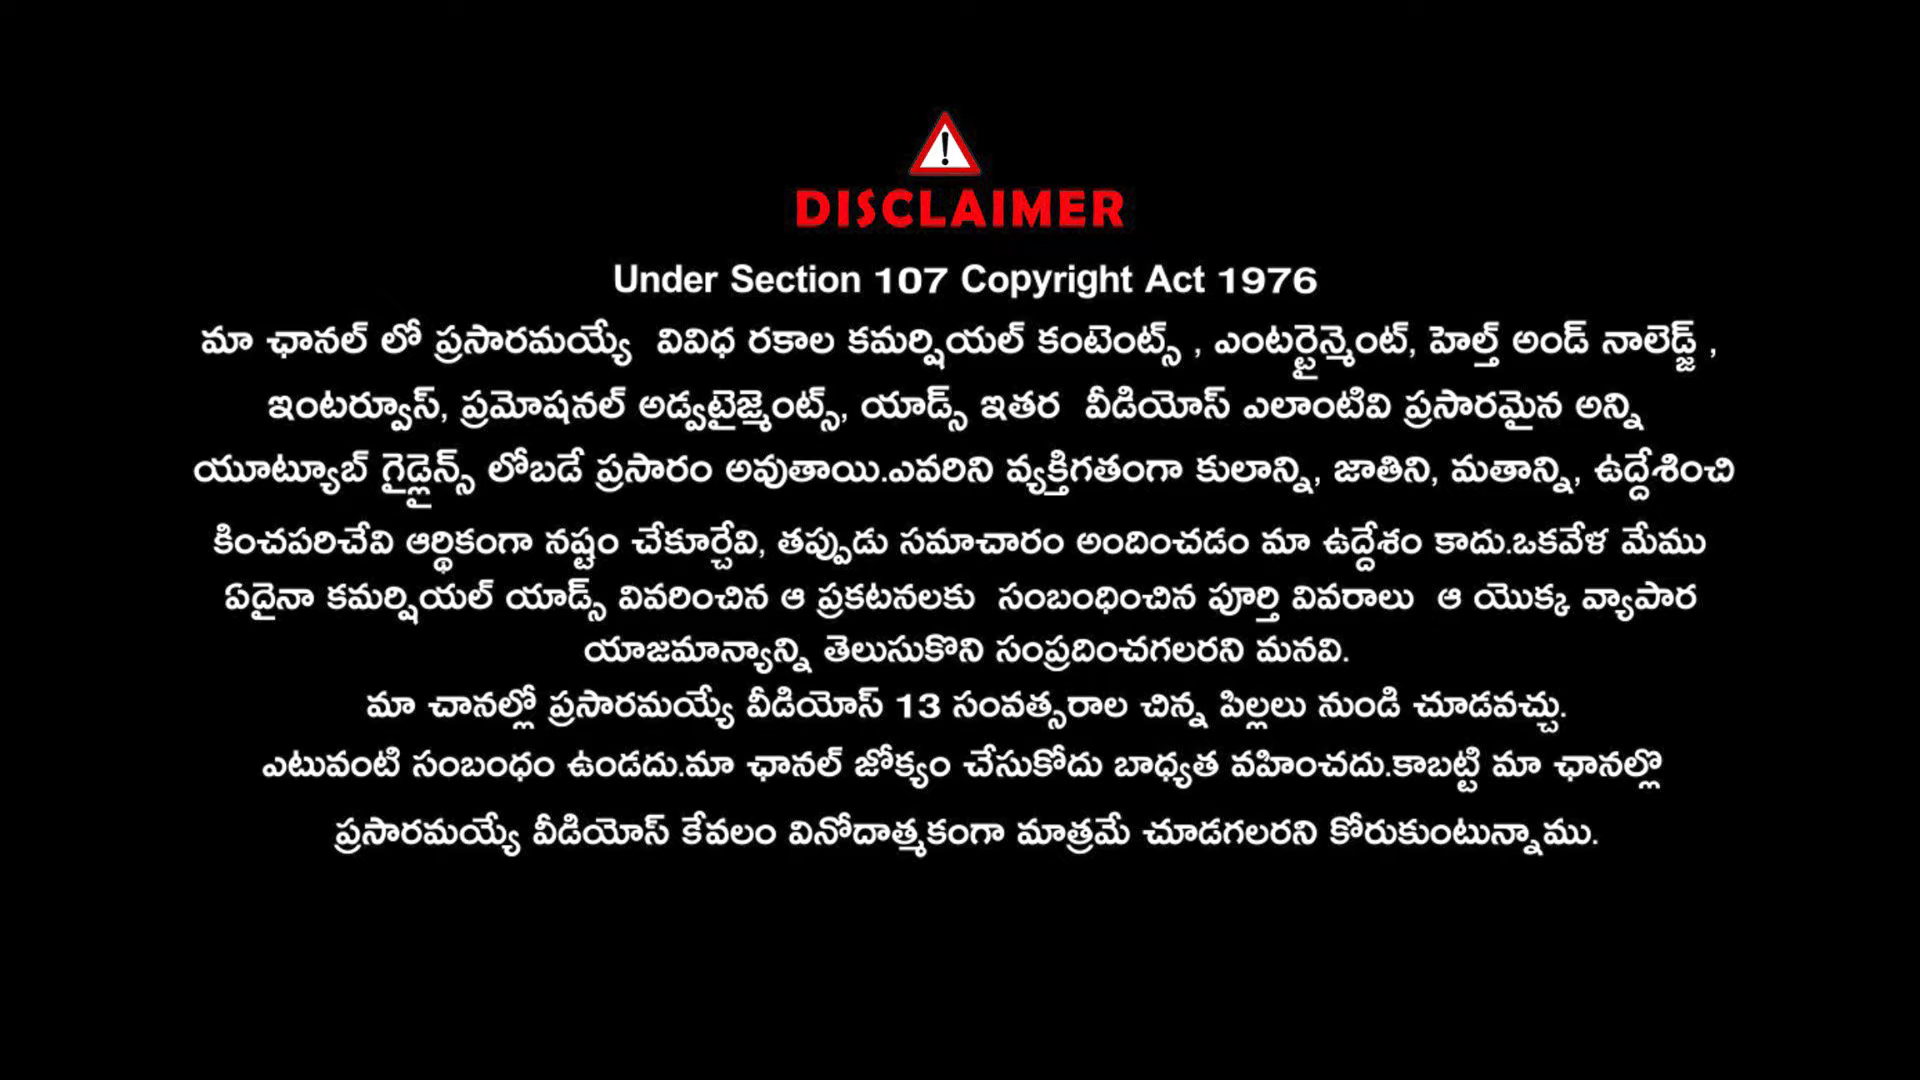 DISCLAIMER
Under Section 107 Copyright Act 1976
మా ఛానల్ లో ప్రసారమయ్యే వివిధ రకాల కమర్షియల్ కంటెంట్స్ , ఎంటర్టైన్మెంట్, హెల్త్ అండ్ నాలెడ్జ్ ,
ఇంటర్వూస్, ప్రమోషనల్ అడ్వటైజ్మెంట్స్, యాడ్స్ ఇతర వీడియోస్ ఎలాంటివి ప్రసారమైన అన్ని
యూట్యూబ్ గైడ్లైన్స్ లోబడే ప్రసారం అవుతాయి.ఎవరిని వ్యక్తిగతంగా కులాన్ని, జాతిని, మతాన్ని, ఉద్దేశించి
కించపరిచేవి ఆర్థికంగా నష్టం చేకూర్చేవి, తప్పుడు సమాచారం అందించడం మా ఉద్దేశం కాదు.ఒకవేళ మేము
ఏదైనా కమర్షియల్ యాడ్స్ వివరించిన ఆ ప్రకటనలకు సంబంధించిన పూర్తి వివరాలు ఆ యొక్క వ్యాపార
యాజమాన్యాన్ని తెలుసుకొని సంప్రదించగలరని మనవి.
మా చానల్లో ప్రసారమయ్యే వీడియోస్ 13 సంవత్సరాల చిన్న పిల్లలు నుండి చూడవచ్చు.
ఎటువంటి సంబంధం ఉండదు.మా ఛానల్ జోక్యం చేసుకోదు బాధ్యత వహించదు.కాబట్టి మా ఛానల్లొ
ప్రసారమయ్యే వీడియోస్ కేవలం వినోదాత్మకంగా మాత్రమే చూడగలరని కోరుకుంటున్నాము.